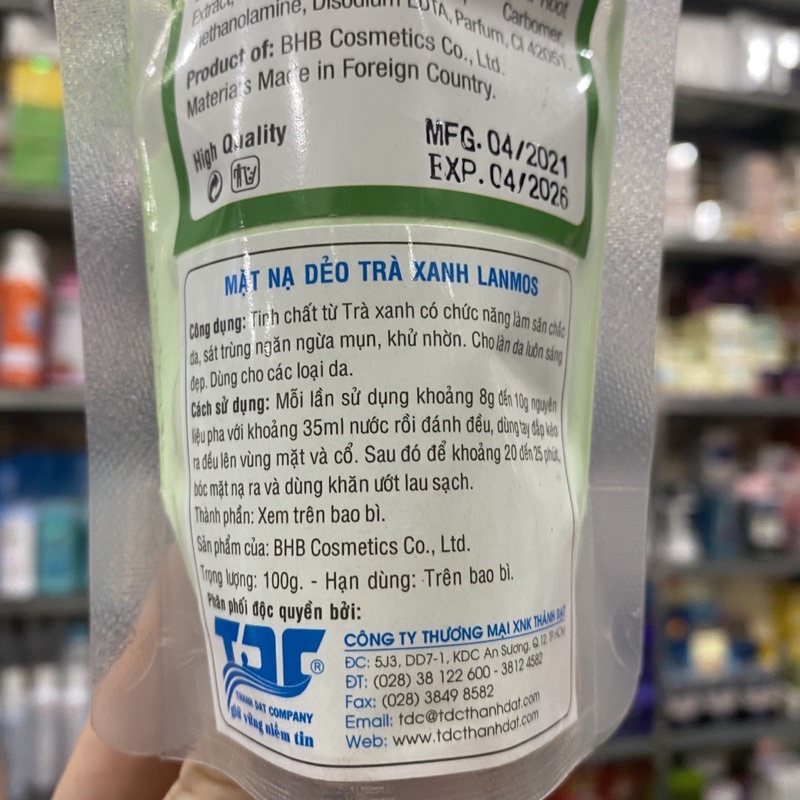 Extract, root
Disodium EDTA, Parfum, CI 42051. Carbomer,
Product of: BHB Cosmetics Co., Ltd.
Materials Made in Foreign Country.
High Quality
MFG. 04/2021
EXP. 04/2026
MẶT NẠ DẺO TRÀ XANH LANMOS
Công dụng: Tinh chất từ Trà xanh có chức năng làm săn chắc
da, sát trùng ngăn ngừa mụn, khử nhờn. Cho làn da luôn sáng
đẹp. Dùng cho các loại da.
Cách sử dụng: Mỗi lần sử dụng khoảng 8g đến 10g nguyên
liệu pha với khoảng 35ml nước rồi đánh đều, dùng tay đắp kéo
ra đều lên vùng mặt và cổ. Sau đó để khoảng 20 đến 25 phút,
bóc mặt nạ ra và dùng khăn ướt lau sạch.
Thành phần: Xem trên bao bì.
Sản phẩm của: BHB Cosmetics Co., Ltd.
Trọng lượng: 100g. - Hạn dùng: Trên bao bì.
Phân phối độc quyền bởi:
TDC®
THANH DAT COMPANY
giữ vững niềm tin
CÔNG TY THƯƠNG MẠI XNK THÀNH ĐẠT
ĐC: 5J3, DD7-1, KDC An Sương, Q.12, TP.HCM
ĐT: (028) 38 122 600 - 3812 4582
Fax: (028) 3849 8582
Email: tdc@tdcthanhdat.com
Web: www.tdcthanhdat.com